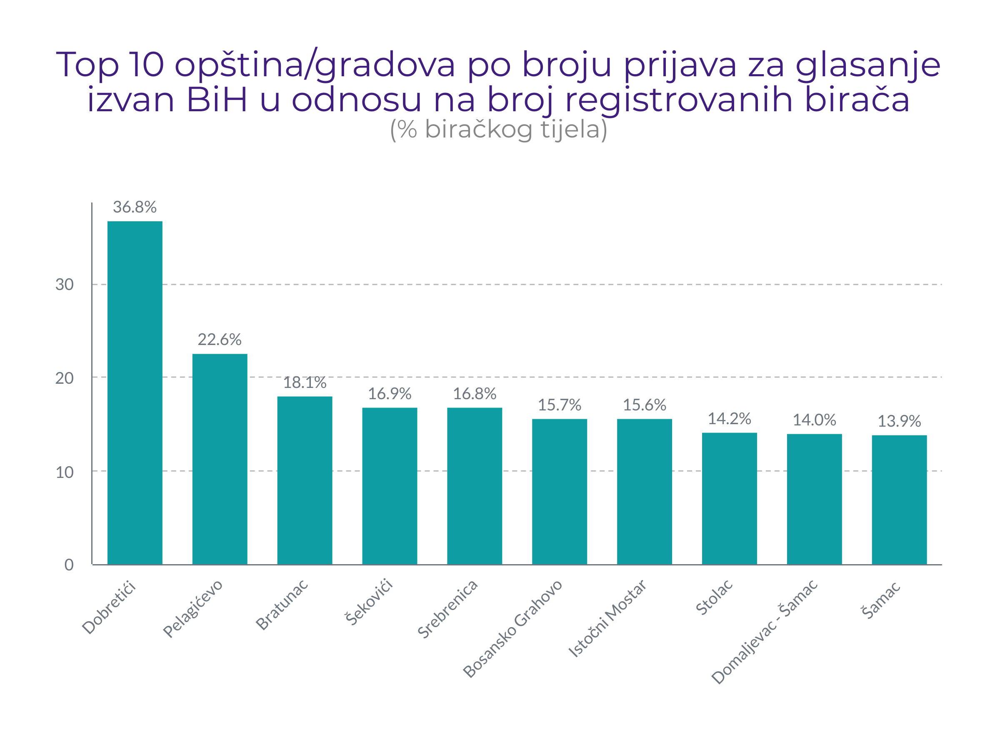 Top 10 opština/gradova po broju prijava za glasanje
izvan BiH u odnosu na broj registrovanih birača
(% biračkog tijela)
36.8%
22.6%
18.1%
16.9%
16.8%
15.7%
15.6%
14.2%
14.0%
13.9%
30
20
10
0
Dobretići
Pelagićevo
Bratunac
Šekovići
Srebrenica
Bosansko Grahovo
Istočni Mostar
Stolac
Domaljevac - Šamac
Šamac